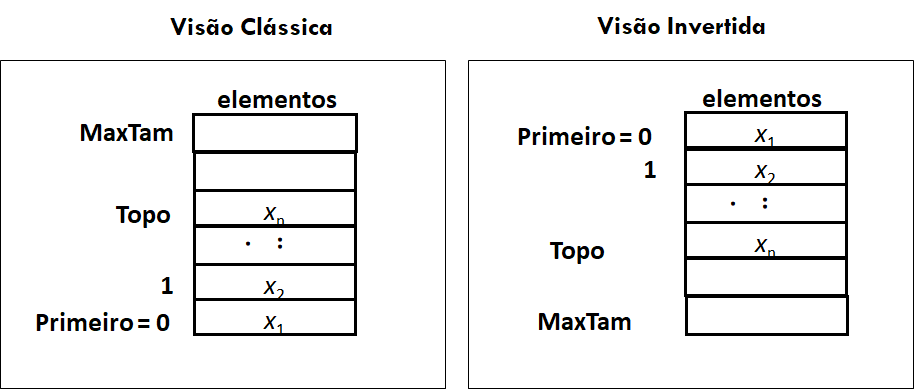 Visão Clássica
elementos
MaxTam
Topo xn
. :
1 x2
Primeiro = 0 x1
Visão Invertida
elementos
Primeiro = 0 x1
1 x2
. :
Topo xn
MaxTam